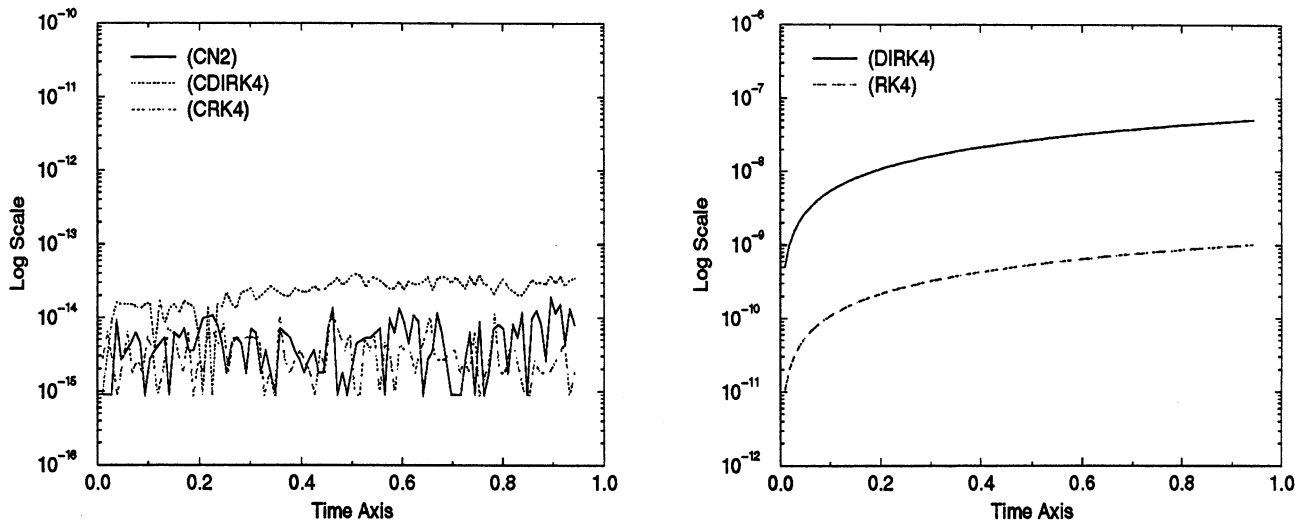 10⁻¹⁰
10⁻¹¹
10⁻¹²
10⁻¹³
10⁻¹⁴
10⁻¹⁵
10⁻¹⁶
Log Scale
(CN2)
(CDIRK4)
(CRK4)
0.0 0.2 0.4 0.6 0.8 1.0
Time Axis
10⁻⁶
10⁻⁷
10⁻⁸
10⁻⁹
10⁻¹⁰
10⁻¹¹
10⁻¹²
Log Scale
(DIRK4)
(RK4)
0.0 0.2 0.4 0.6 0.8 1.0
Time Axis